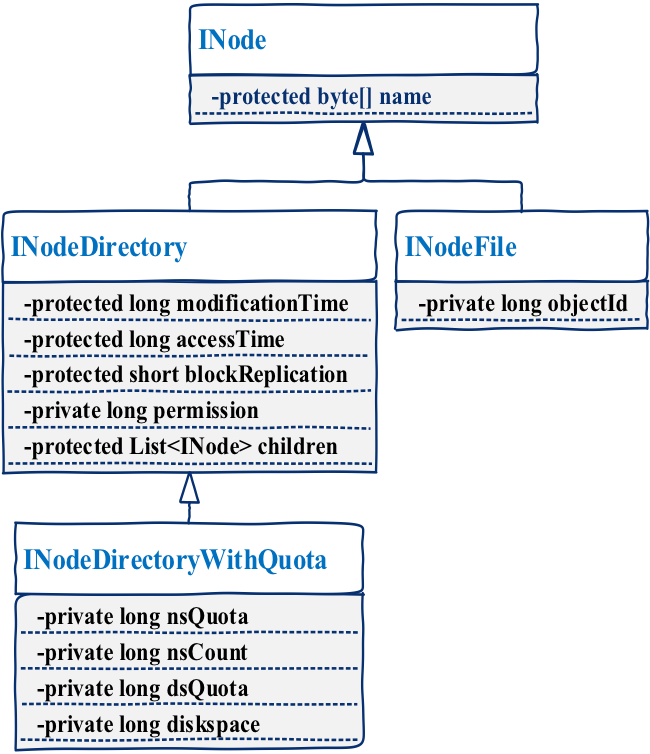 INode
-protected byte[] name
INodeDirectory
-protected long modificationTime
-protected long accessTime
-protected short blockReplication
-private long permission
-protected List<INode> children
INodeFile
-private long objectId
INodeDirectoryWithQuota
-private long nsQuota
-private long nsCount
-private long dsQuota
-private long diskspace